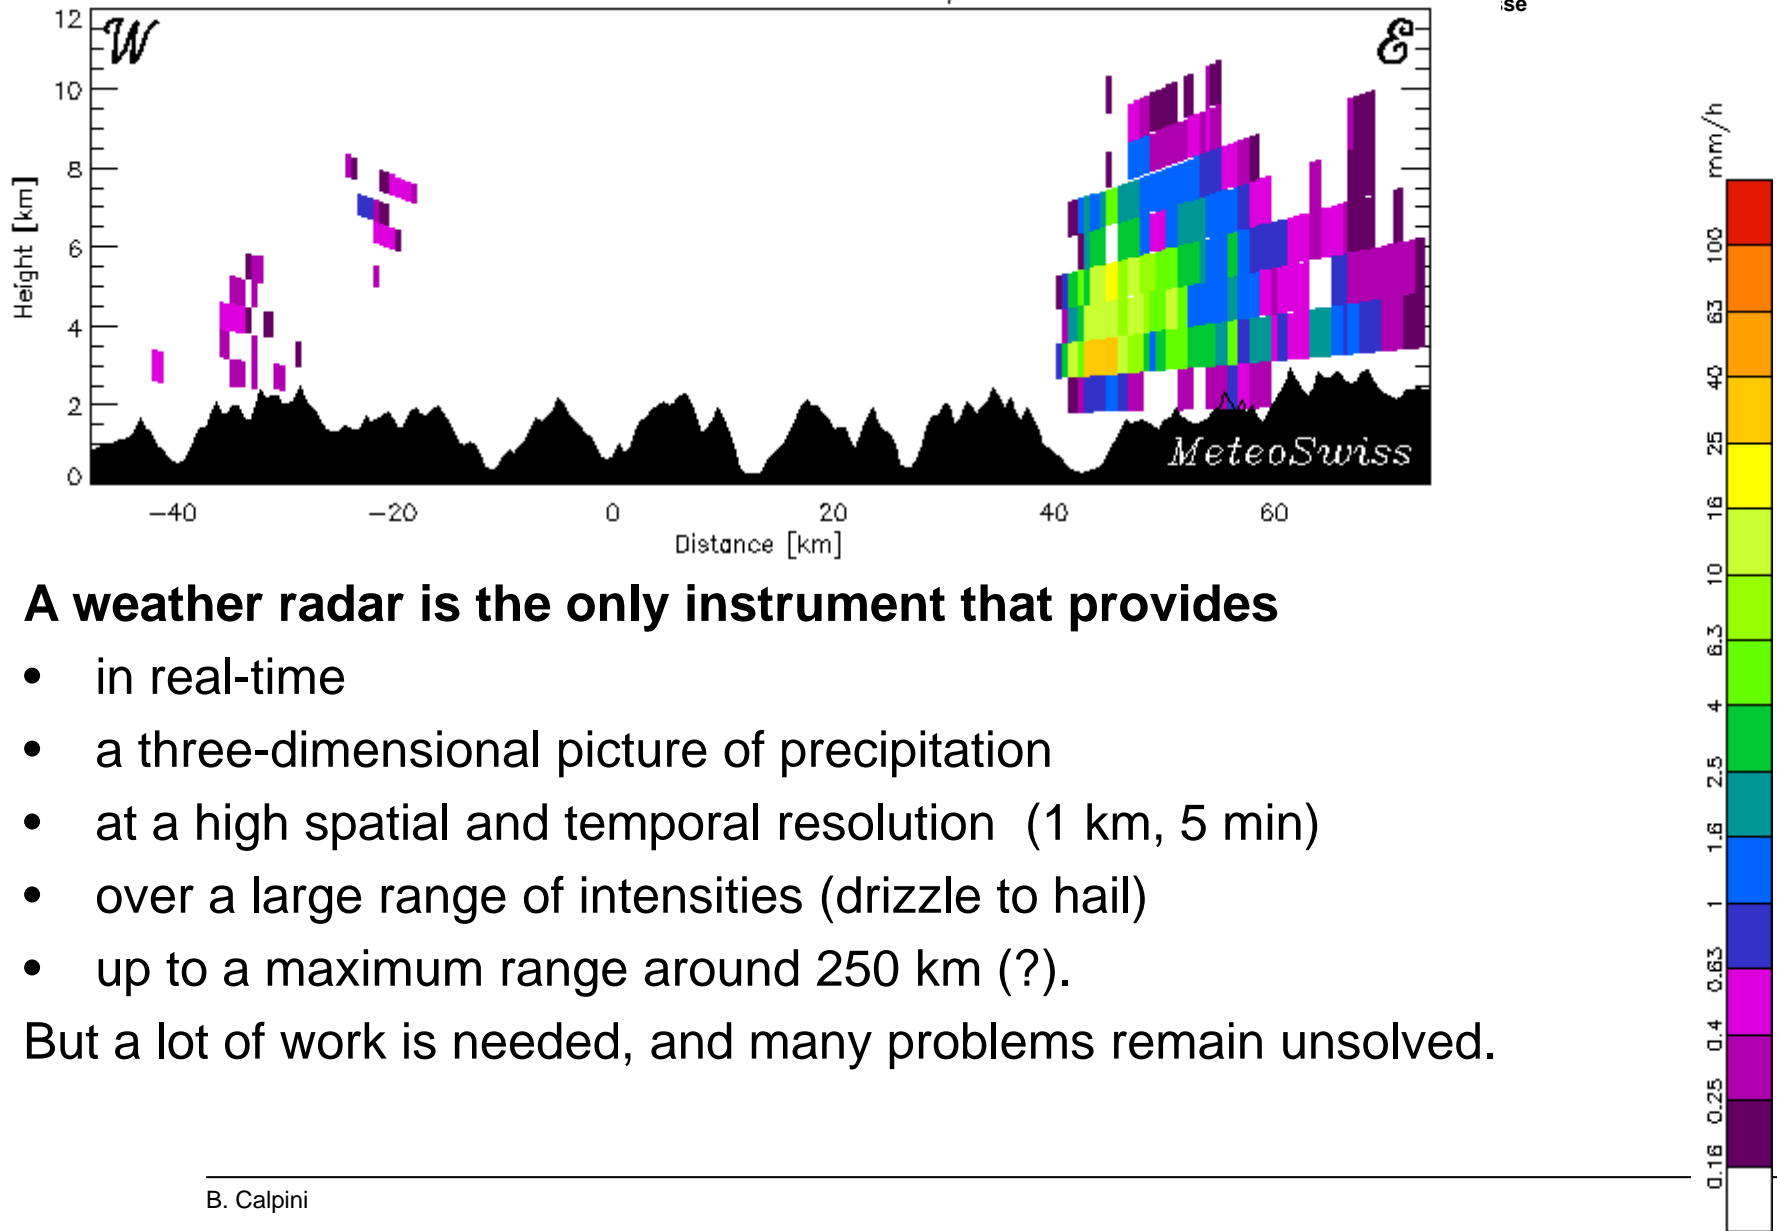 sse
12
W
E
10
8
6
4
2
0
Height [km]
MeteoSwiss
−40 −20 0 20 40 60
Distance [km]
mm/h
100
63
40
25
16
10
6.3
4
2.5
1.6
1
0.63
0.4
0.25
0.16
A weather radar is the only instrument that provides
• in real-time
• a three-dimensional picture of precipitation
• at a high spatial and temporal resolution (1 km, 5 min)
• over a large range of intensities (drizzle to hail)
• up to a maximum range around 250 km (?).
But a lot of work is needed, and many problems remain unsolved.
B. Calpini